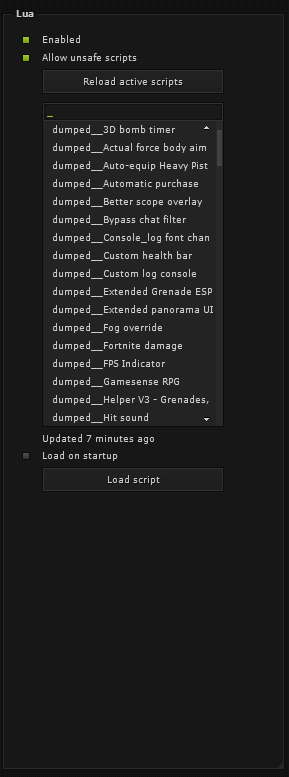 Lua
Enabled
Allow unsafe scripts
Reload active scripts
_
dumped__3D bomb timer
dumped__Actual force body aim
dumped__Auto-equip Heavy Pist
dumped__Automatic purchase
dumped__Better scope overlay
dumped__Bypass chat filter
dumped__Console_log font chan
dumped__Custom health bar
dumped__Custom log console
dumped__Extended Grenade ESP
dumped__Extended panorama UI
dumped__Fog override
dumped__Fortnite damage
dumped__FPS Indicator
dumped__Gamesense RPG
dumped__Helper V3 - Grenades,
dumped__Hit sound
Updated 7 minutes ago
Load on startup
Load script